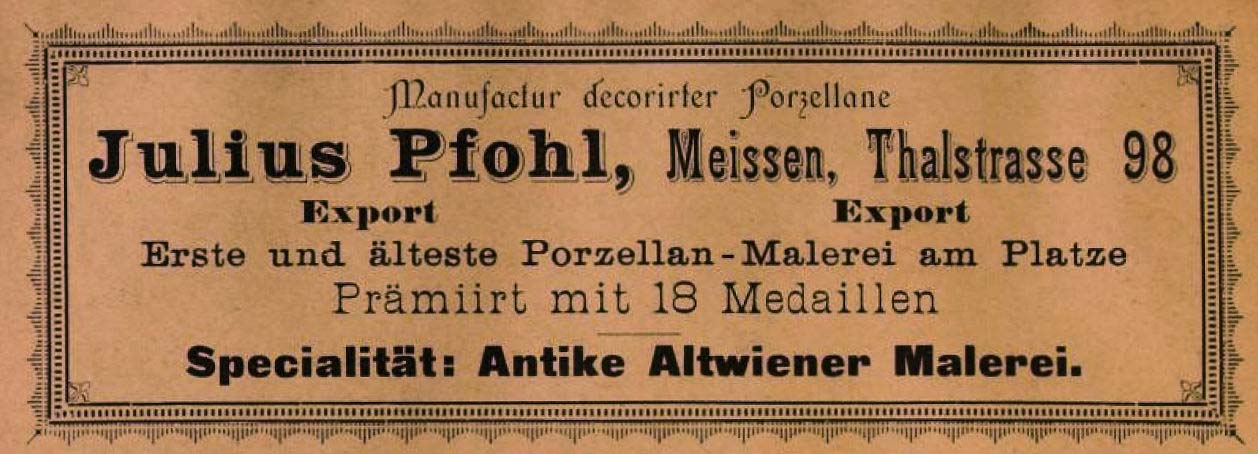 Manufactur decorirter Porzellane
Julius Pfohl, Meissen, Thalstrasse 98
Export Export
Erste und älteste Porzellan-Malerei am Platze
Prämiirt mit 18 Medaillen
Specialität: Antike Altwiener Malerei.